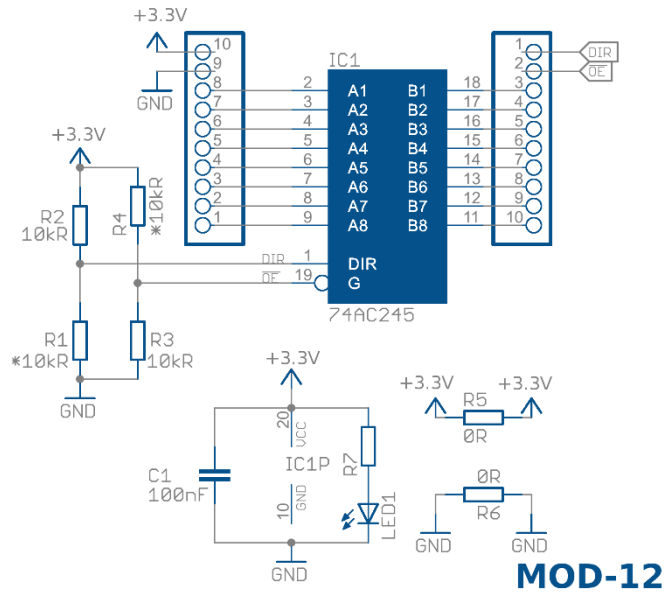 +3.3V
10
9
8
7
6
5
4
3
2
1
GND
IC1
2 A1 B1 18
3 A2 B2 17
4 A3 B3 16
5 A4 B4 15
6 A5 B5 14
7 A6 B6 13
8 A7 B7 12
9 A8 B8 11
DIR 1 DIR
OE 19 G
74AC245
1
2
3
4
5
6
7
8
9
10
DIR
OE
+3.3V
R2
10kR
R4
*10kR
R1
*10kR
R3
10kR
GND
+3.3V
C1
100nF
20
VCC
IC1P
10
GND
R7
LED1
GND
+3.3V +3.3V
R5
0R
0R
R6
GND GND
MOD-12